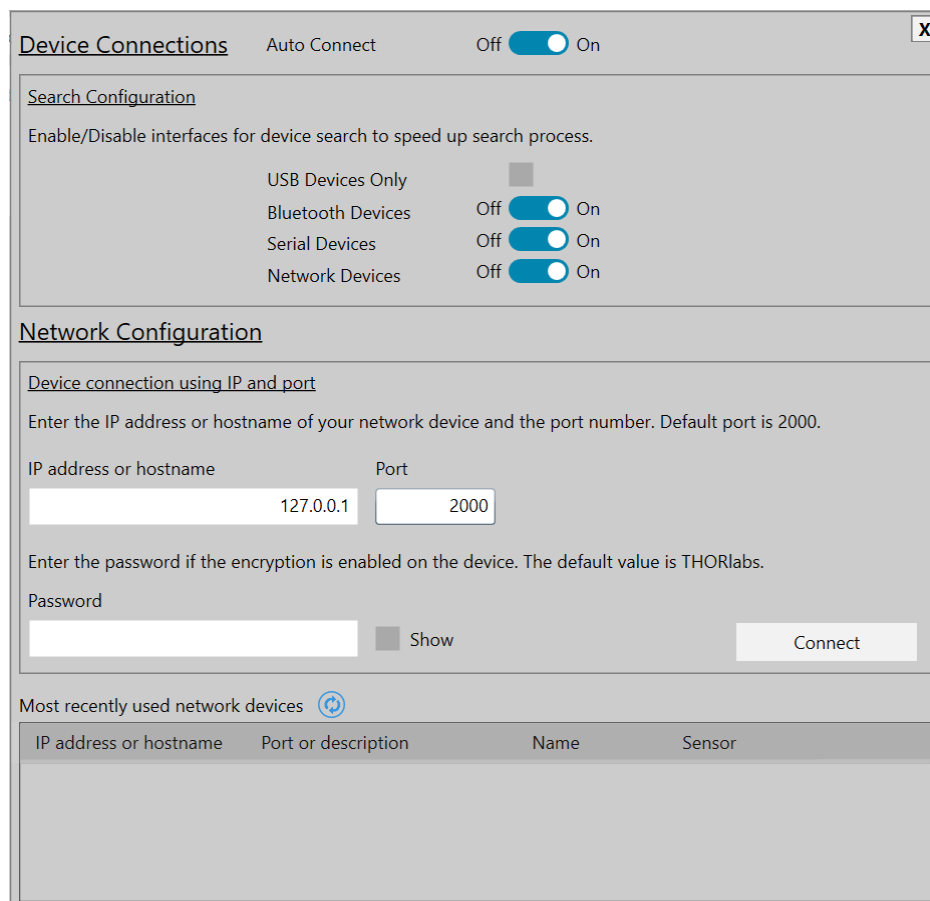 X
Device Connections Auto Connect Off On
Search Configuration
Enable/Disable interfaces for device search to speed up search process.
USB Devices Only
Bluetooth Devices Off On
Serial Devices Off On
Network Devices Off On
Network Configuration
Device connection using IP and port
Enter the IP address or hostname of your network device and the port number. Default port is 2000.
IP address or hostname Port
127.0.0.1 2000
Enter the password if the encryption is enabled on the device. The default value is THORlabs.
Password
Show Connect
Most recently used network devices
IP address or hostname Port or description Name Sensor